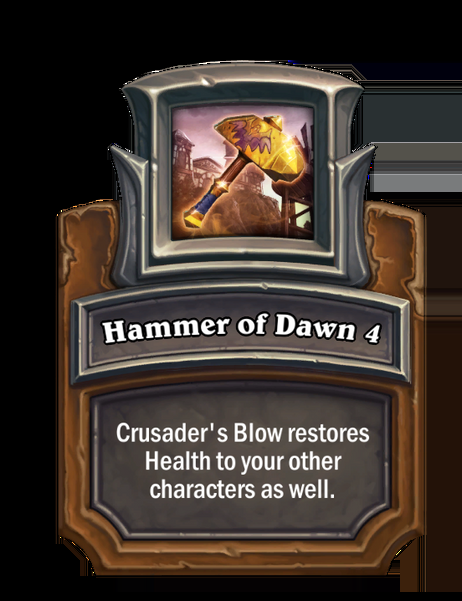 Hammer of Dawn 4
Crusader's Blow restores
Health to your other
characters as well.